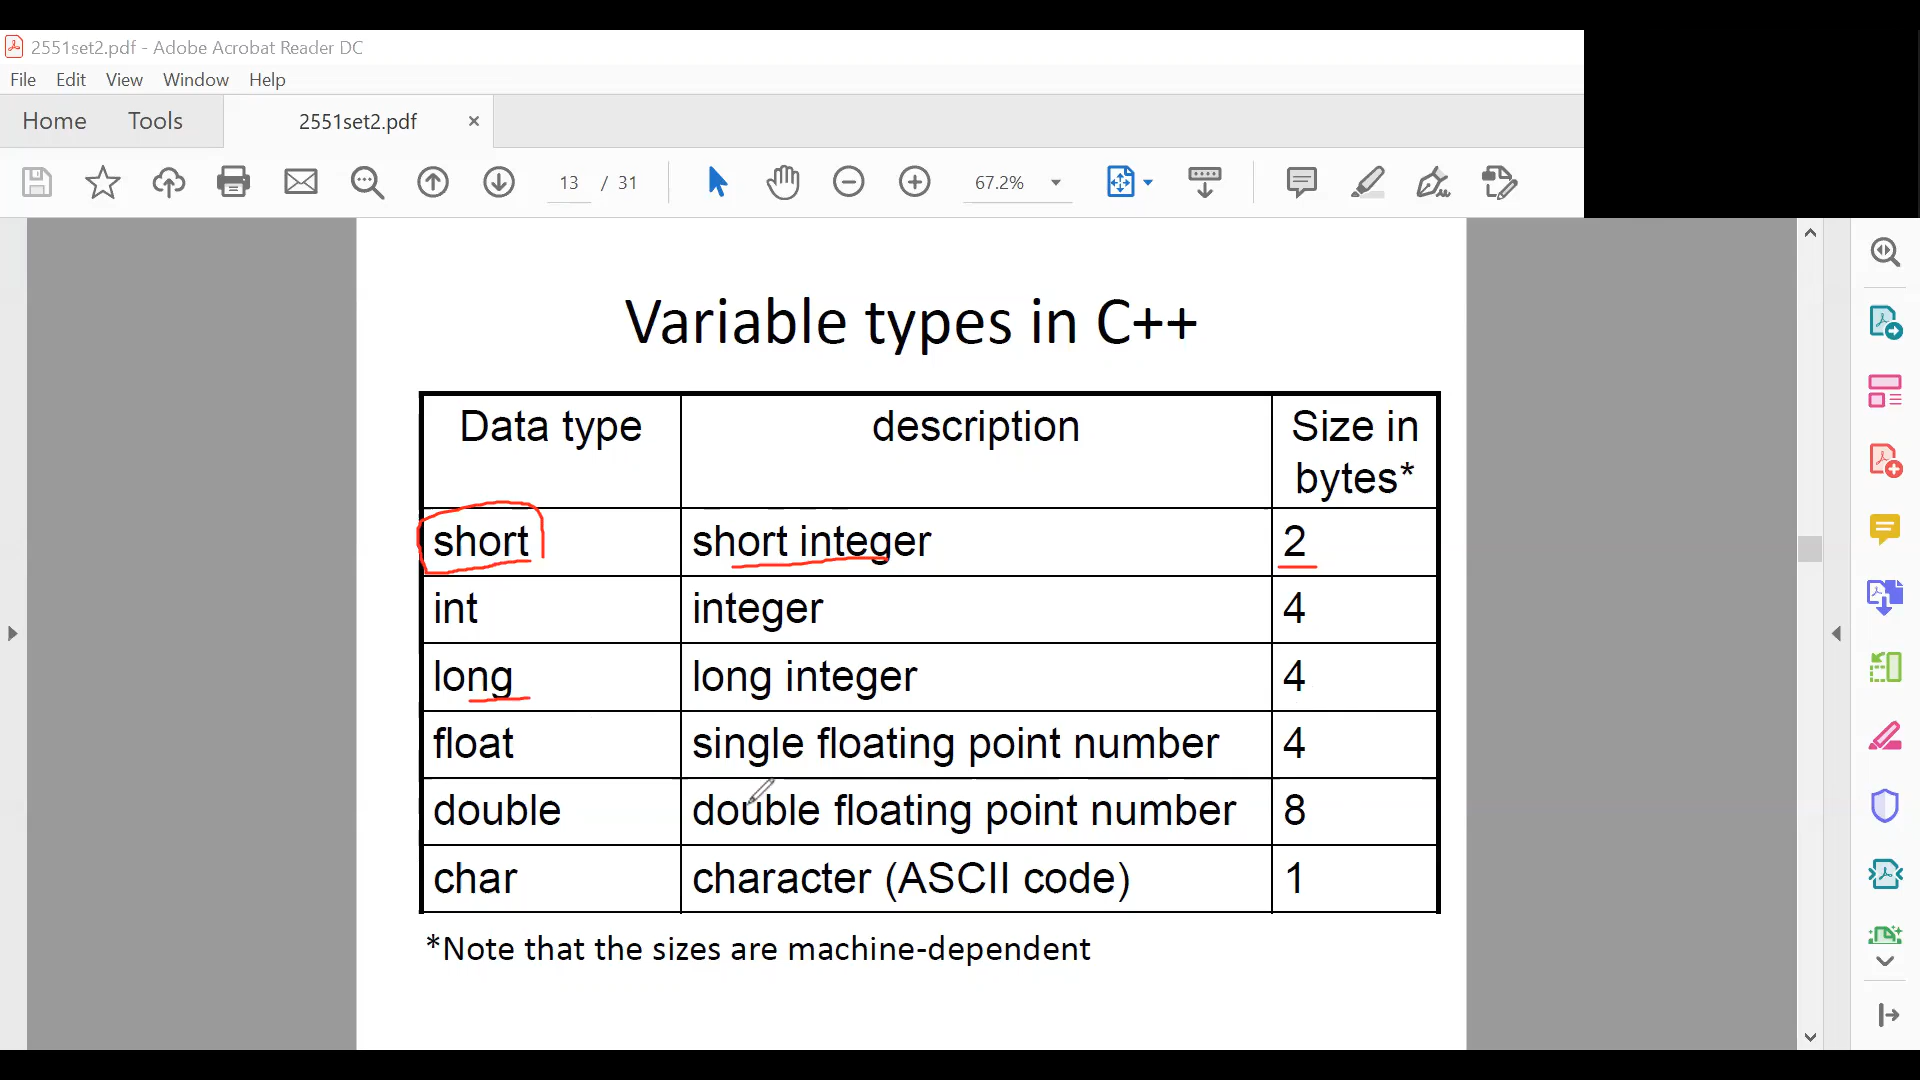 2551set2.pdf - Adobe Acrobat Reader DC
File Edit View Window Help
Home Tools 2551set2.pdf ×
13 / 31 67.2%
Variable types in C++
Data type description Size in bytes*
short short integer 2
int integer 4
long long integer 4
float single floating point number 4
double double floating point number 8
char character (ASCII code) 1
*Note that the sizes are machine-dependent